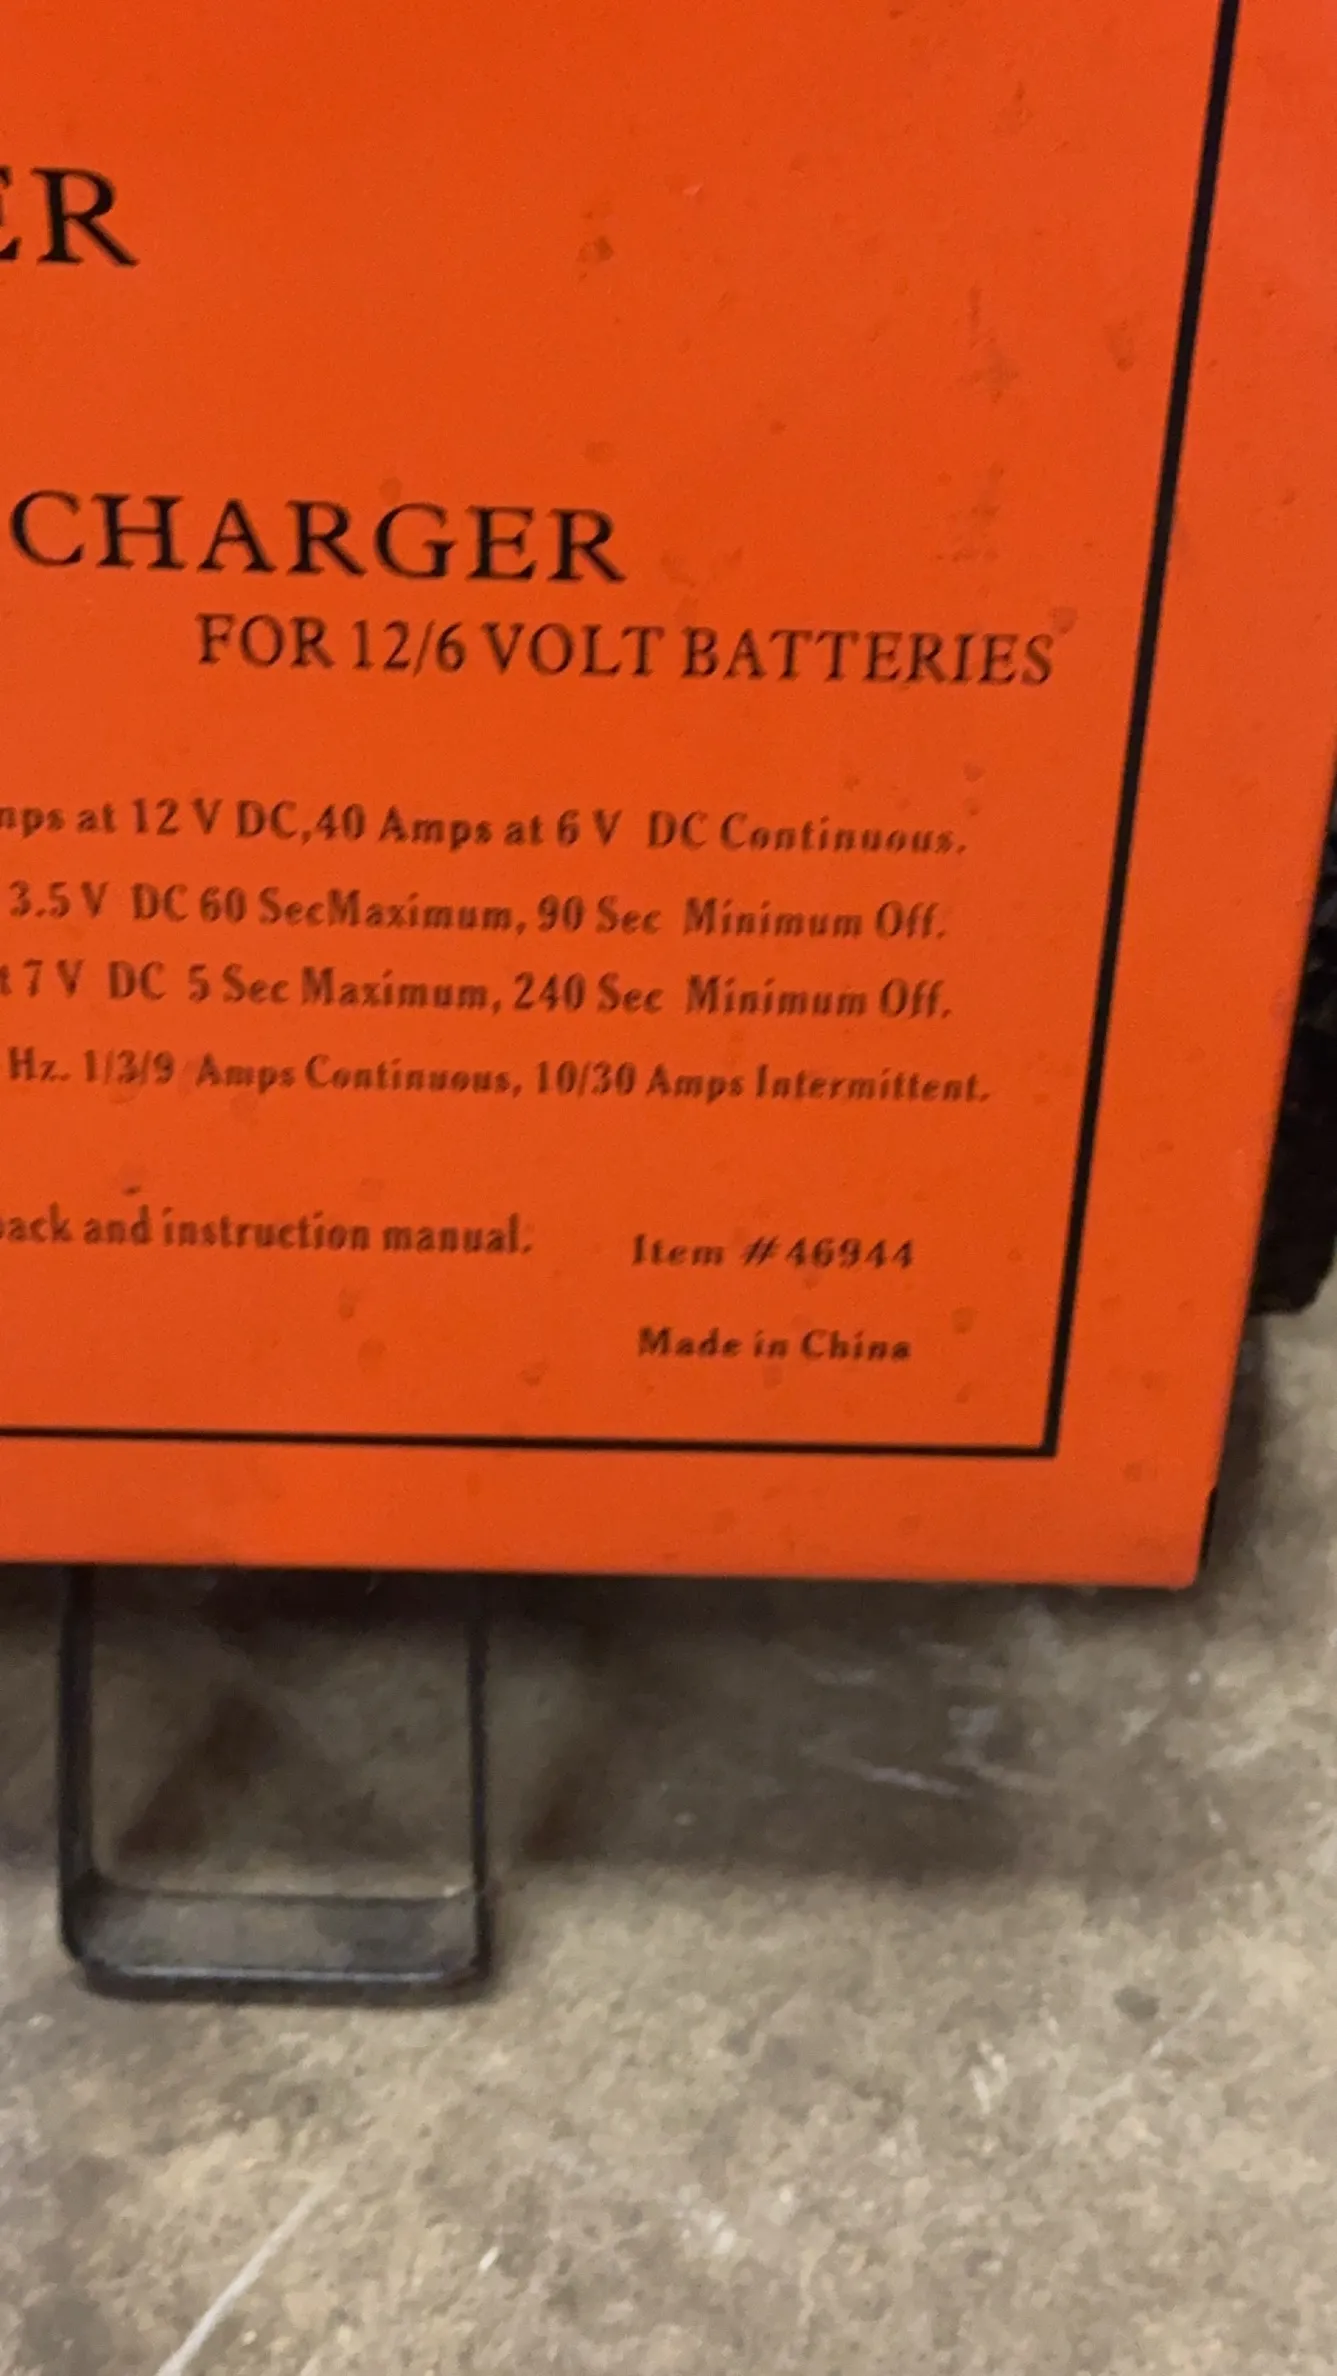 ER
CHARGER
FOR 12/6 VOLT BATTERIES
mps at 12 V DC,40 Amps at 6 V DC Continuous.
3.5 V DC 60 SecMaximum, 90 Sec Minimum Off.
t 7 V DC 5 Sec Maximum, 240 Sec Minimum Off.
Hz. 1/3/9 Amps Continuous, 10/30 Amps Intermittent.
back and instruction manual.
Item #46944
Made in China